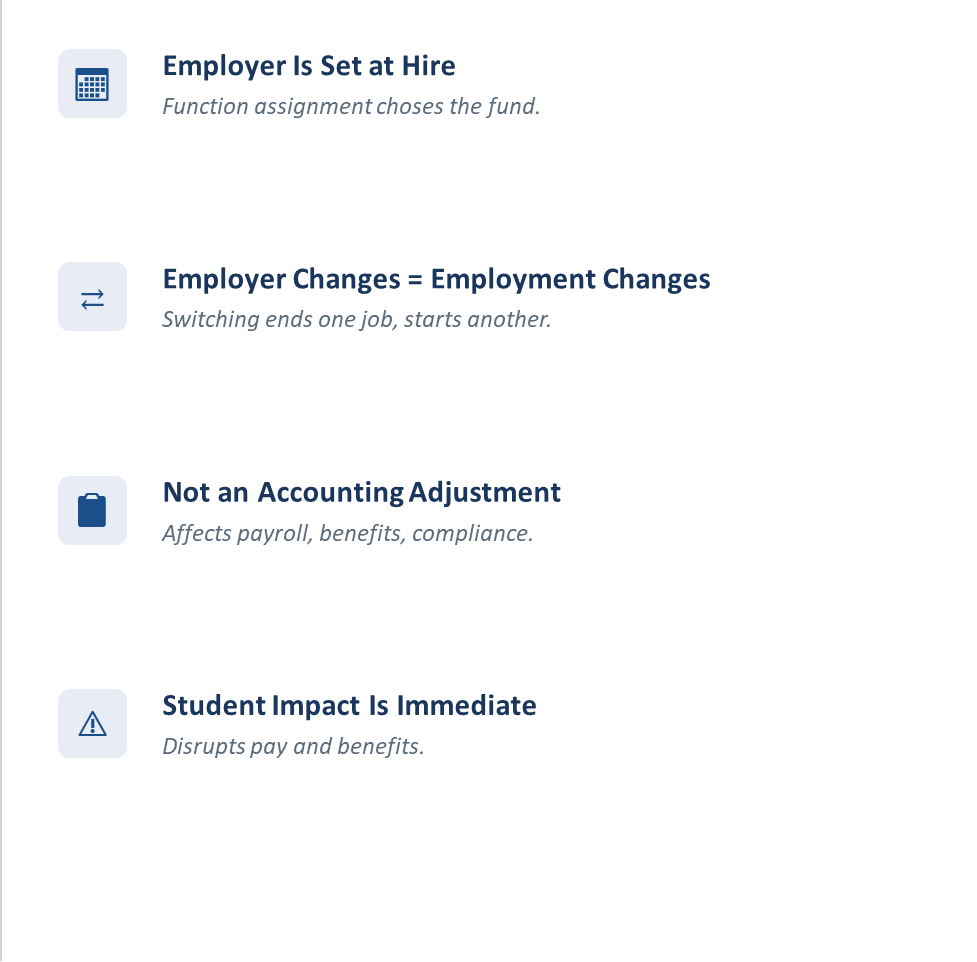 Employer Is Set at Hire
Function assignment choses the fund.
Employer Changes = Employment Changes
Switching ends one job, starts another.
Not an Accounting Adjustment
Affects payroll, benefits, compliance.
Student Impact Is Immediate
Disrupts pay and benefits.